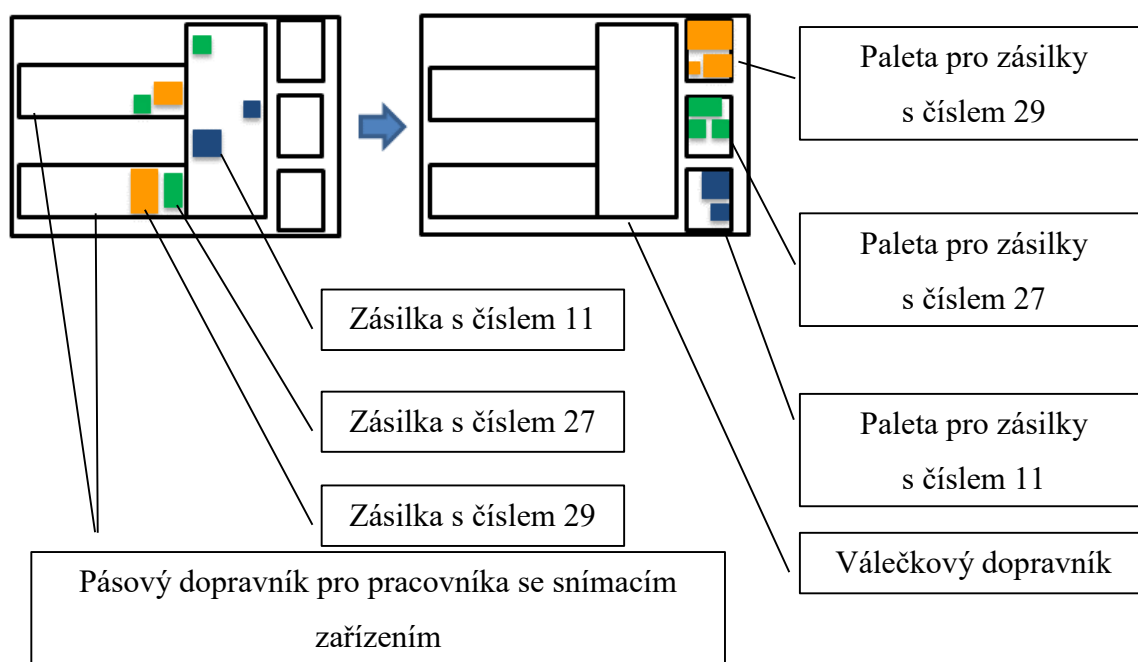 Paleta pro zásilky
s číslem 29
Paleta pro zásilky
s číslem 27
Zásilka s číslem 11
Zásilka s číslem 27
Paleta pro zásilky
s číslem 11
Zásilka s číslem 29
Válečkový dopravník
Pásový dopravník pro pracovníka se snímacím
zařízením